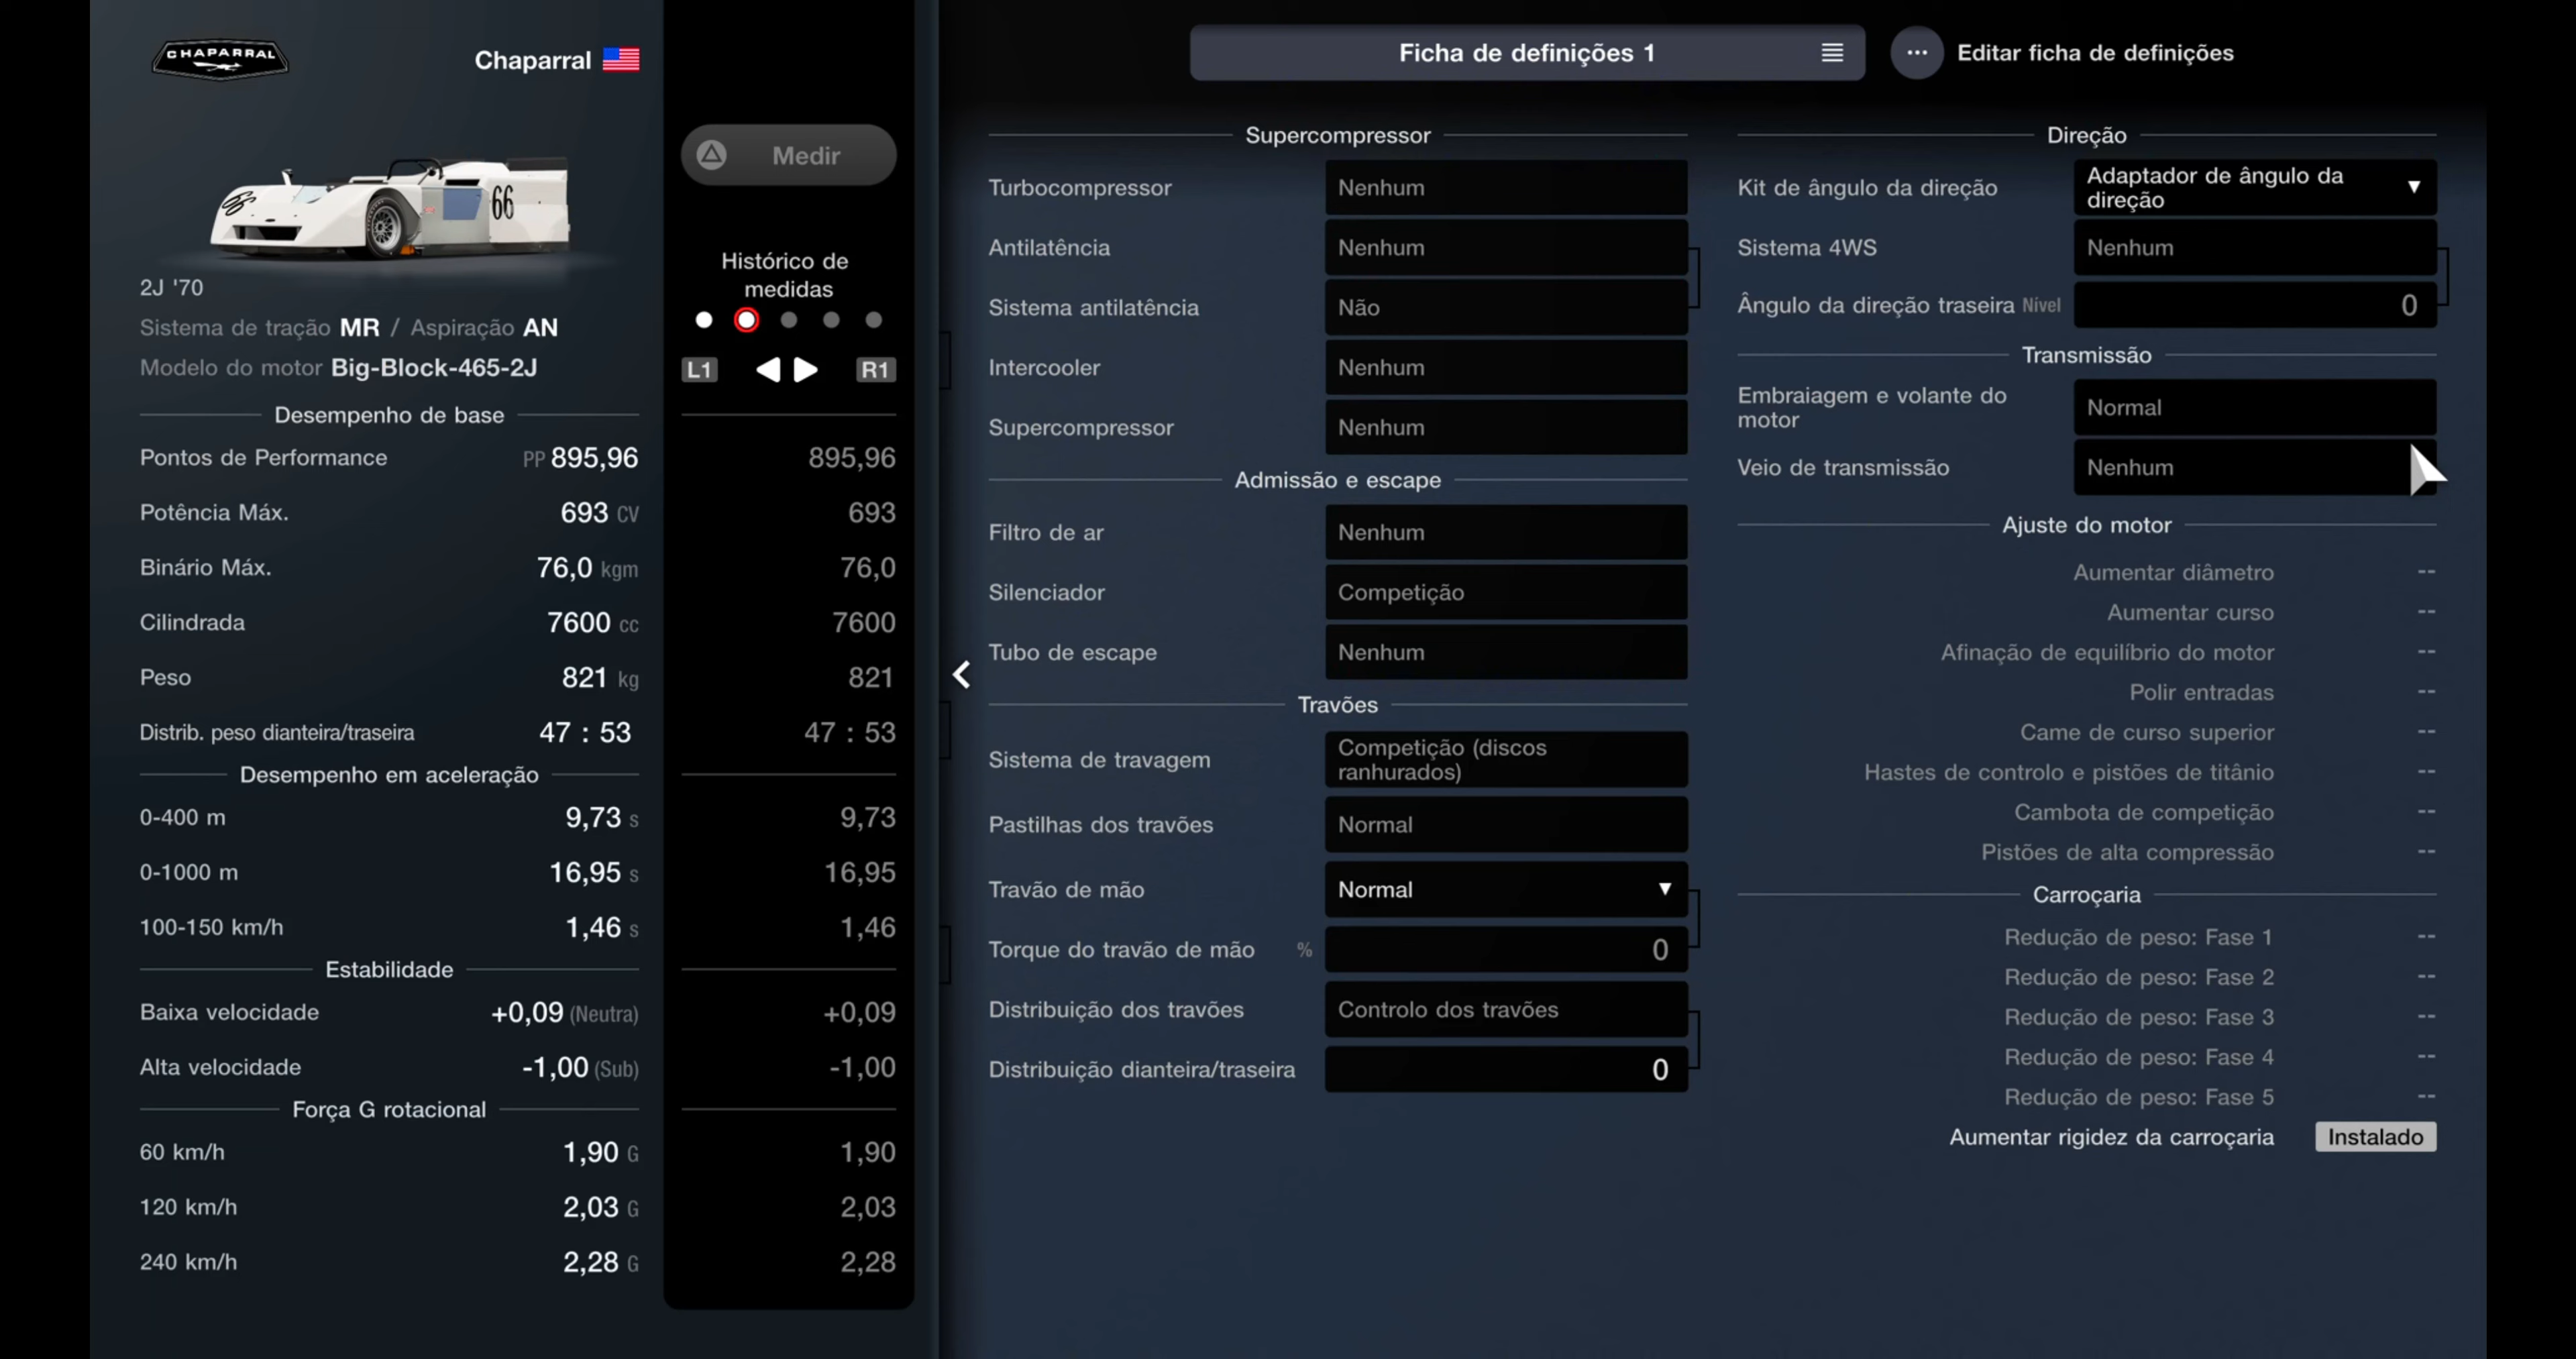 CHAPARRAL
Chaparral
66
66
2J '70
Sistema de tração MR / Aspiração AN
Modelo do motor Big-Block-465-2J
Desempenho de base
Pontos de Performance PP 895,96
Potência Máx. 693 CV
Binário Máx. 76,0 kgm
Cilindrada 7600 cc
Peso 821 kg
Distrib. peso dianteira/traseira 47 : 53
Desempenho em aceleração
0-400 m 9,73 s
0-1000 m 16,95 s
100-150 km/h 1,46 s
Estabilidade
Baixa velocidade +0,09 (Neutra)
Alta velocidade -1,00 (Sub)
Força G rotacional
60 km/h 1,90 G
120 km/h 2,03 G
240 km/h 2,28 G
Medir
Histórico de
medidas
L1 R1
895,96
693
76,0
7600
821
47 : 53
9,73
16,95
1,46
+0,09
-1,00
1,90
2,03
2,28
Ficha de definições 1
Editar ficha de definições
Supercompressor
Turbocompressor Nenhum
Antilatência Nenhum
Sistema antilatência Não
Intercooler Nenhum
Supercompressor Nenhum
Admissão e escape
Filtro de ar Nenhum
Silenciador Competição
Tubo de escape Nenhum
Travões
Sistema de travagem Competição (discos
ranhurados)
Pastilhas dos travões Normal
Travão de mão Normal
Torque do travão de mão % 0
Distribuição dos travões Controlo dos travões
Distribuição dianteira/traseira 0
Direção
Kit de ângulo da direção Adaptador de ângulo da
direção
Sistema 4WS Nenhum
Ângulo da direção traseira Nível 0
Transmissão
Embraiagem e volante do
motor Normal
Veio de transmissão Nenhum
Ajuste do motor
Aumentar diâmetro --
Aumentar curso --
Afinação de equilíbrio do motor --
Polir entradas --
Came de curso superior --
Hastes de controlo e pistões de titânio --
Cambota de competição --
Pistões de alta compressão --
Carroçaria
Redução de peso: Fase 1 --
Redução de peso: Fase 2 --
Redução de peso: Fase 3 --
Redução de peso: Fase 4 --
Redução de peso: Fase 5 --
Aumentar rigidez da carroçaria Instalado